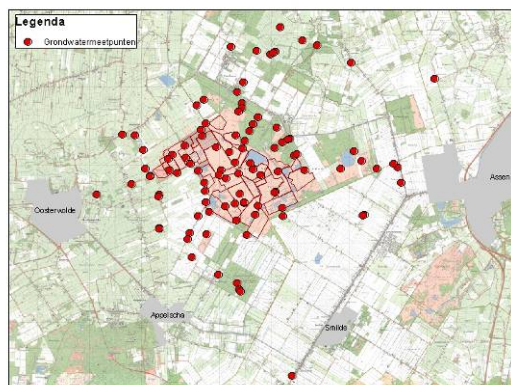 Legenda
Grondwatermeetpunten
Assen
Oosterwolde
Appelscha
Smilde